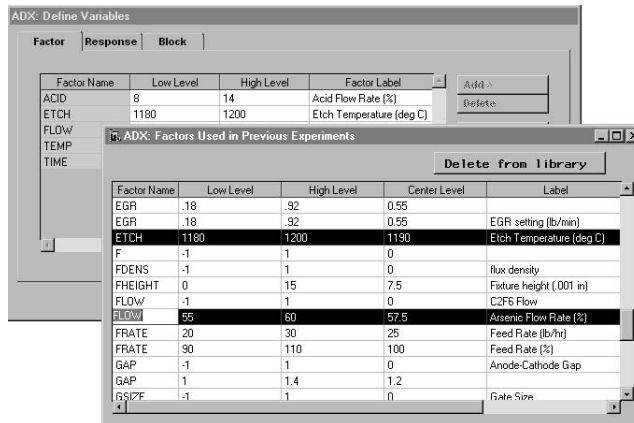 ADX: Define Variables
Factor Response Block
Factor Name Low Level High Level Factor Label
ACID 8 14 Acid Flow Rate (%)
ETCH 1180 1200 Etch Temperature (deg C)
FLOW
TEMP
TIME
Add >
Delete
ADX: Factors Used in Previous Experiments
Delete from library
Factor Name Low Level High Level Center Level Label
EGR .18 .92 0.55
EGR .18 .92 0.55 EGR setting (lb/min)
ETCH 1180 1200 1190 Etch Temperature (deg C)
F -1 1 0
FDENS -1 1 0 flux density
FHEIGHT 0 15 7.5 Fixture height (.001 in)
FLOW -1 1 0 C2F6 Flow
FLOW 55 60 57.5 Arsenic Flow Rate (%)
FRATE 20 30 25 Feed Rate (lb/hr)
FRATE 90 110 100 Feed Rate (%)
GAP -1 1 0 Anode-Cathode Gap
GAP 1 1.4 1.2
GSIZE -1 1 0 Gate Size